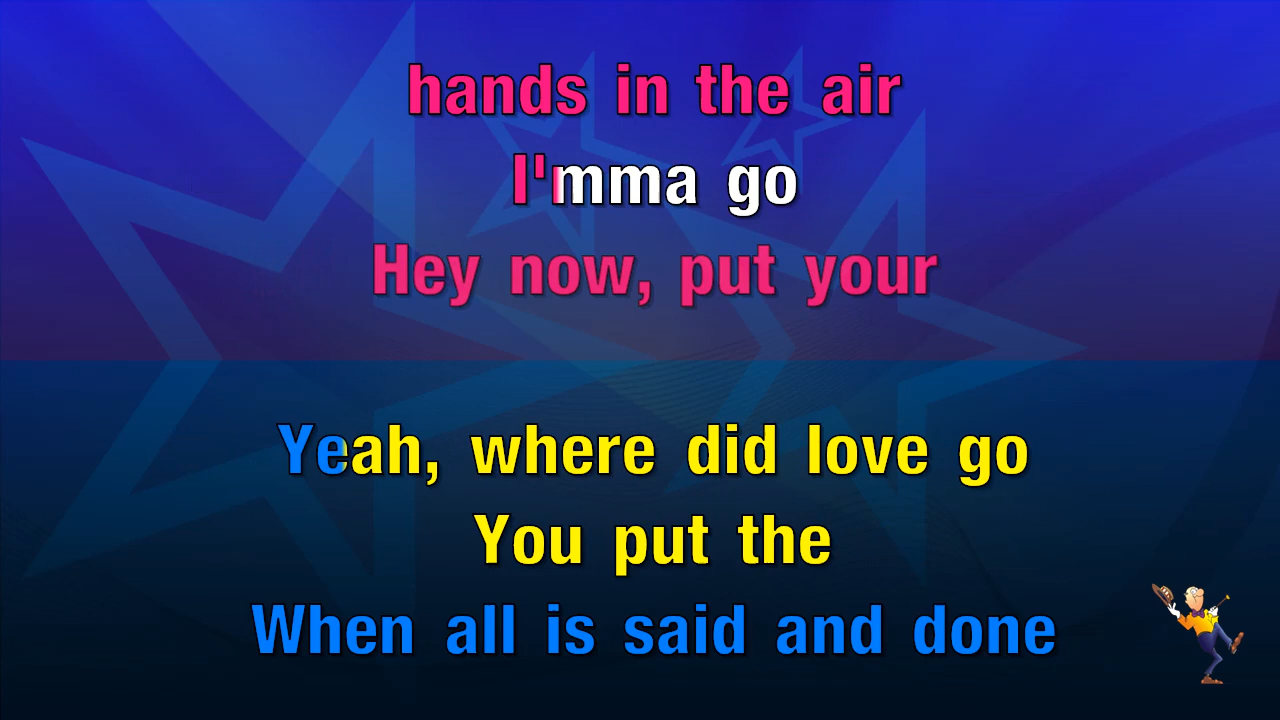 hands in the air
I'mma go
Hey now, put your
Yeah, where did love go
You put the
When all is said and done